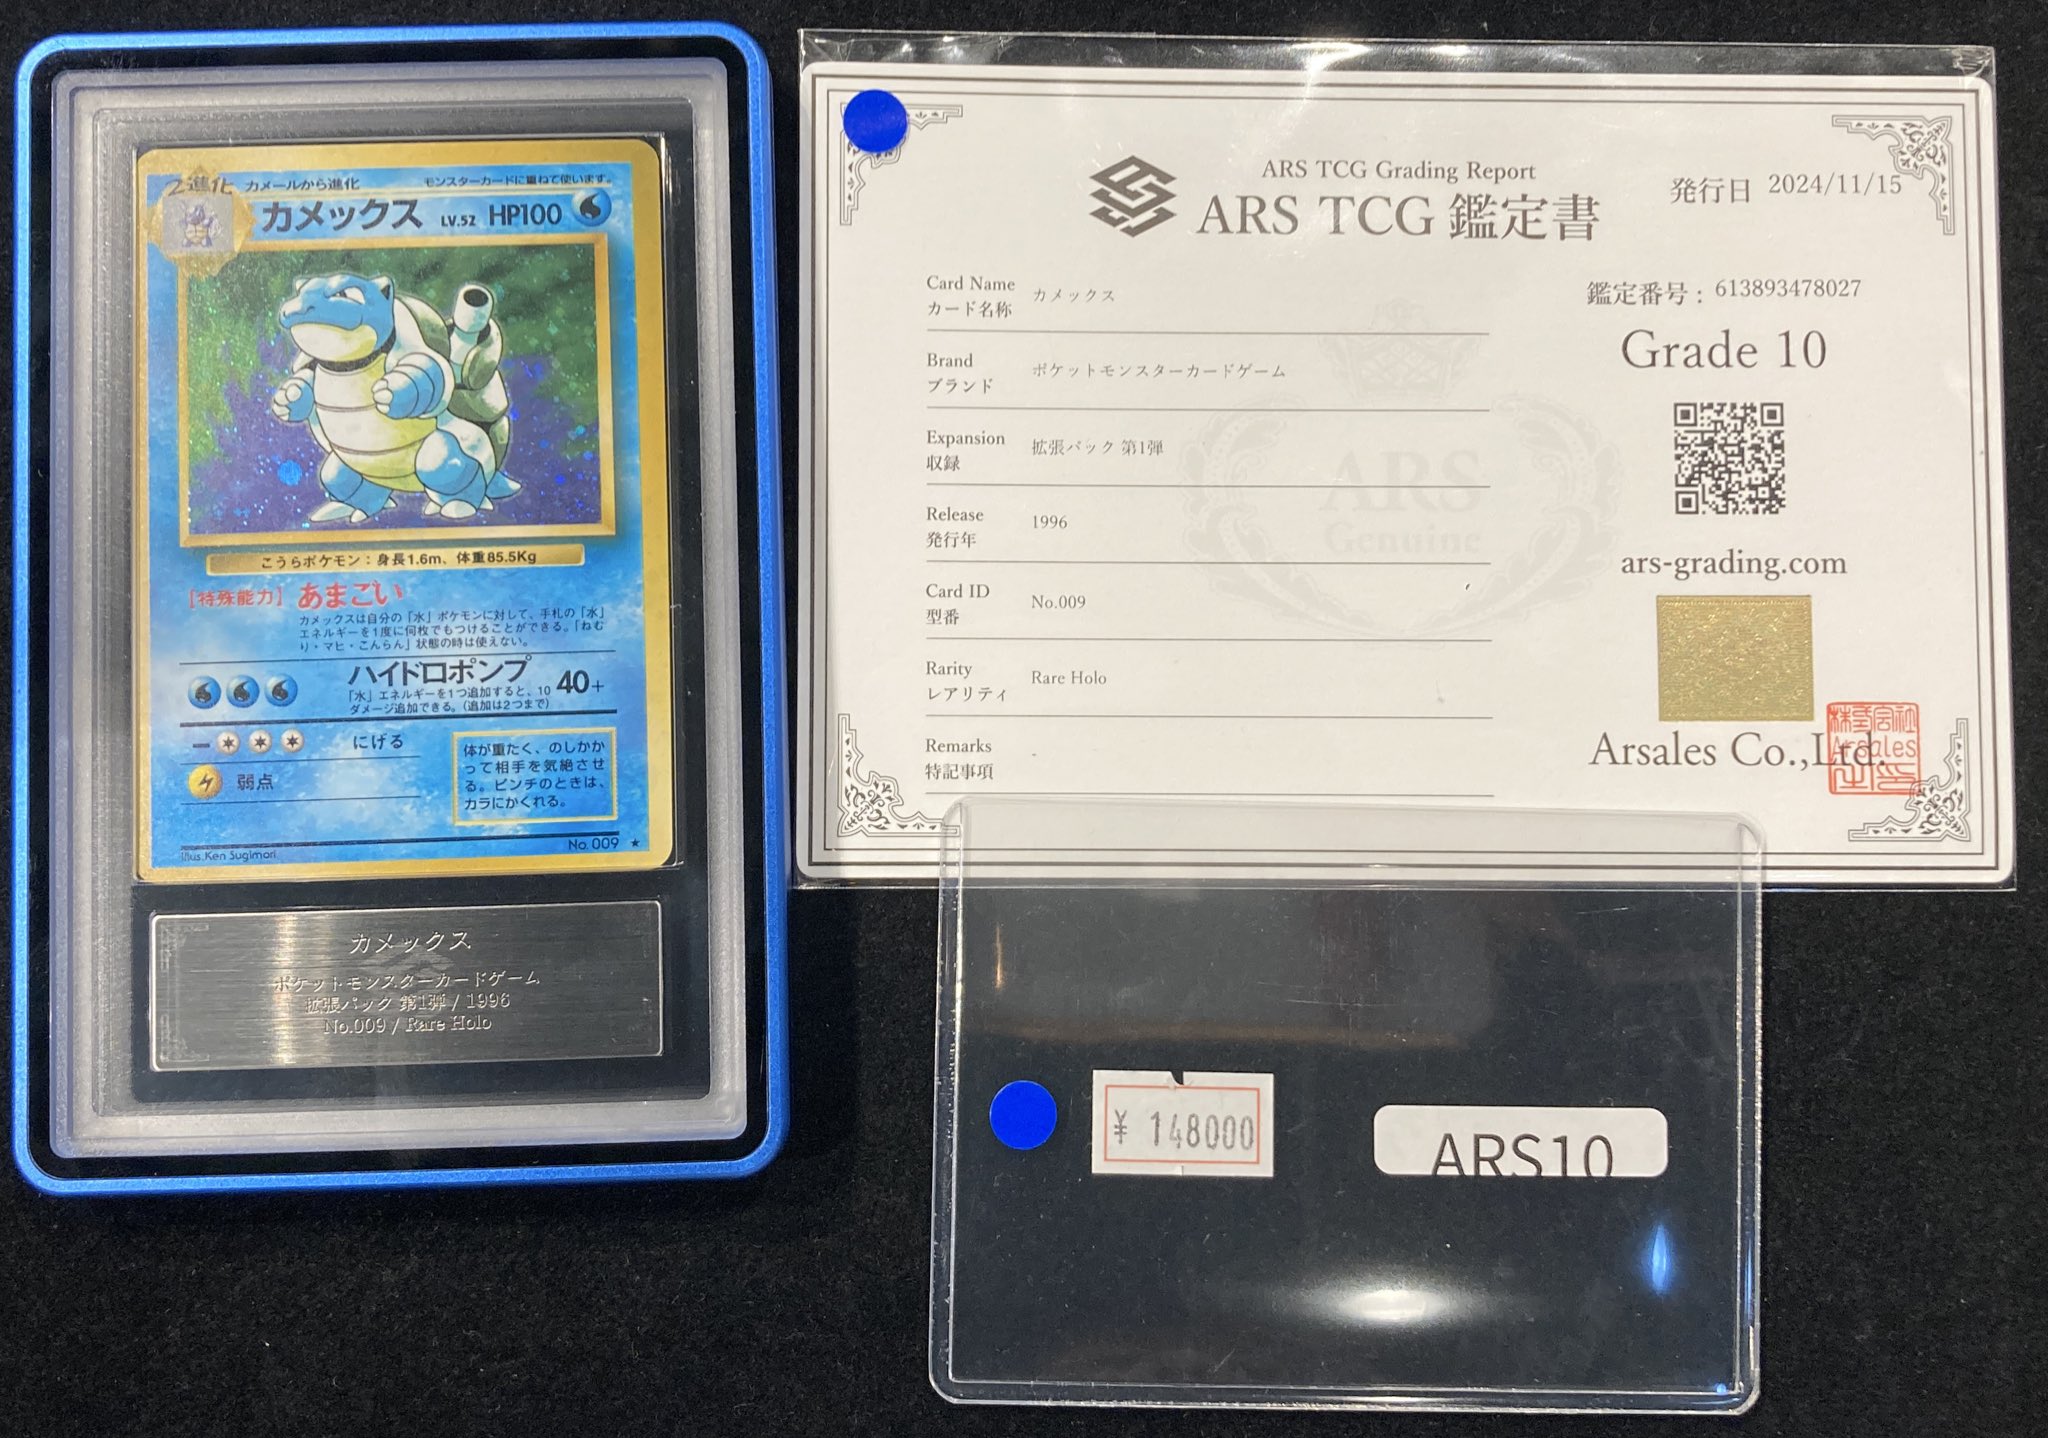 2進化 カメールから進化 モンスターカードに重ねて使います。
カメックス LV.52 HP100
こうらポケモン：身長1.6m、体重85.5Kg
[特殊能力] あまごい
カメックスは自分の「水」ポケモンに対して、手札の「水」
エネルギーを1度に何枚でもつけることができる。「ねむ
り・マヒ・こんらん」状態の時は使えない。
ハイドロポンプ 40+
「水」エネルギーを1つ追加すると、10
ダメージ追加できる。(追加は2つまで)
にげる
弱点
体が重たく、のしかか
って相手を気絶させ
る。ピンチのときは、
カラにかくれる。
Illus. Ken Sugimori
No. 009 ★
カメックス
ポケットモンスターカードゲーム
拡張パック 第1弾 / 1996
No.009 / Rare Holo
ARS TCG Grading Report
ARS TCG 鑑定書
発行日 2024/11/15
Card Name
カード名称 カメックス
Brand
ブランド ポケットモンスターカードゲーム
Expansion
収録 拡張パック 第1弾
Release
発行年 1996
Card ID
型番 No.009
Rarity
レアリティ Rare Holo
Remarks
特記事項 -
鑑定番号：613893478027
Grade 10
ars-grading.com
Arsales Co.,Ltd.
株式会社
Arsales
之印
ARS
Genuine
¥ 148000
ARS10